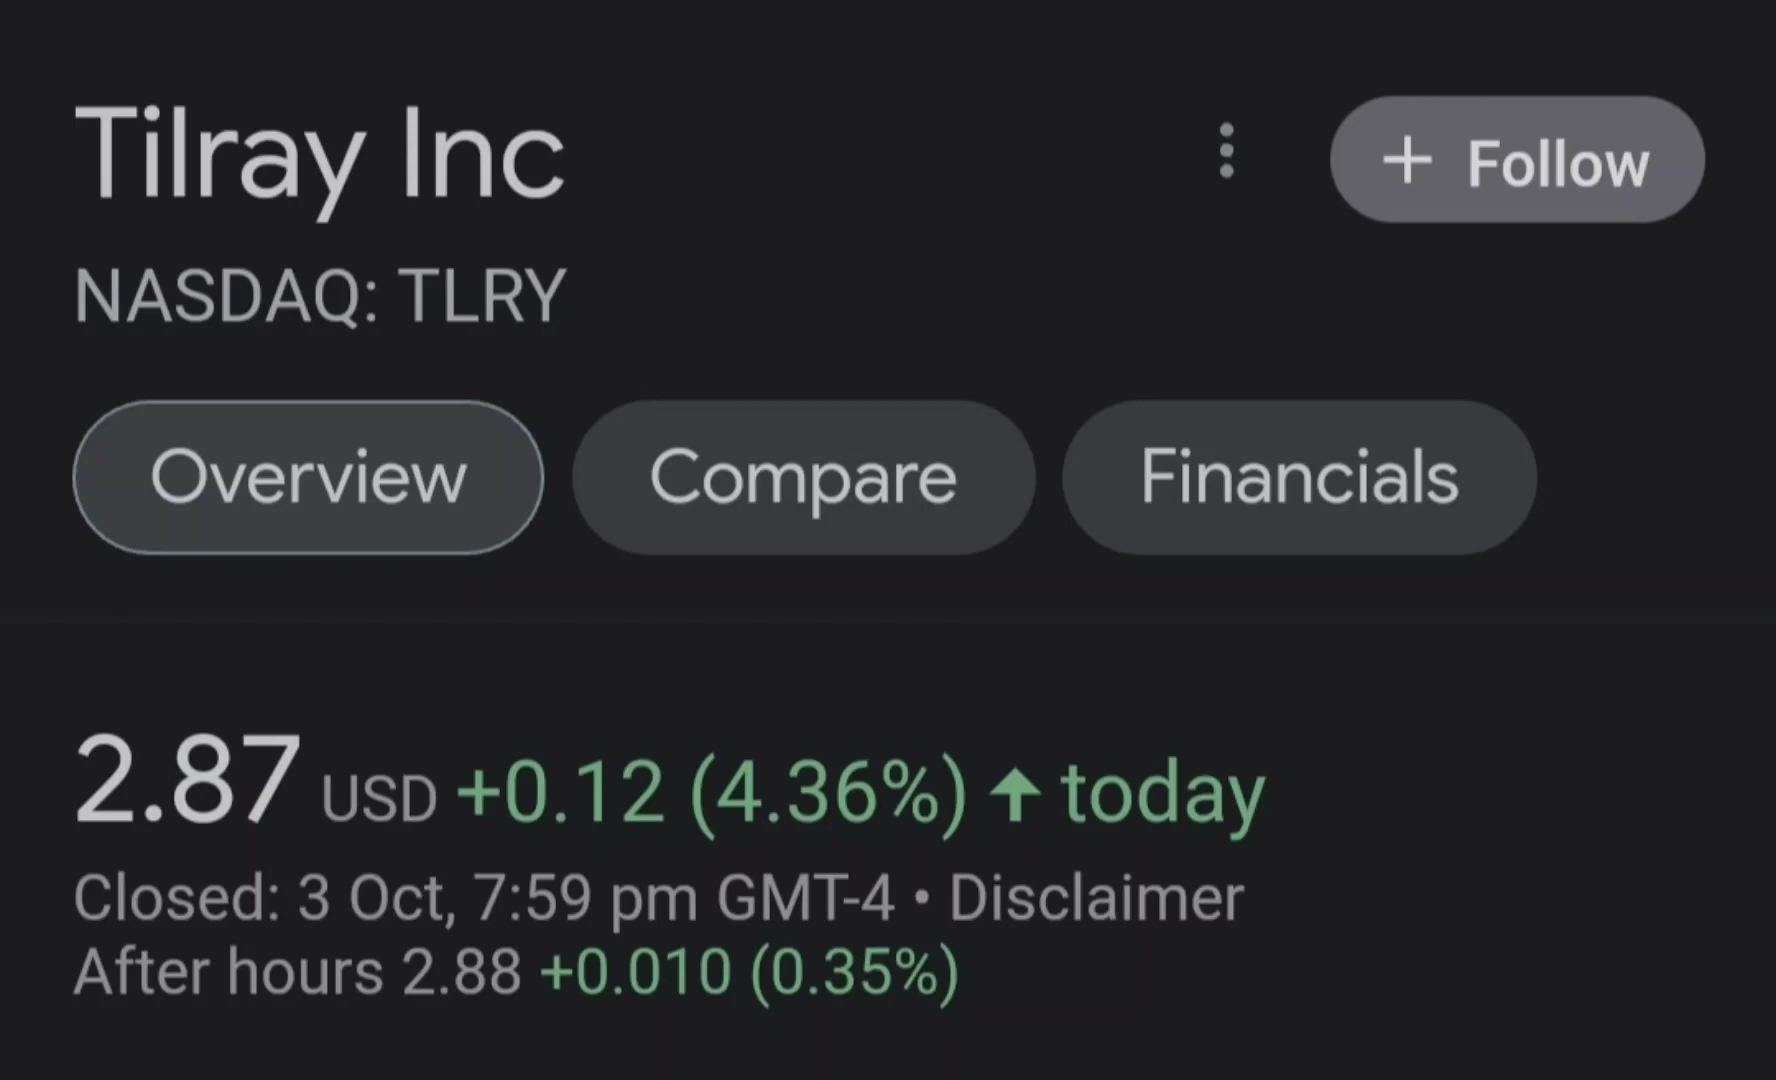 Tilray Inc
+ Follow
NASDAQ: TLRY
Overview
Compare
Financials
2.87 USD +0.12 (4.36%) ↑ today
Closed: 3 Oct, 7:59 pm GMT-4 • Disclaimer
After hours 2.88 +0.010 (0.35%)